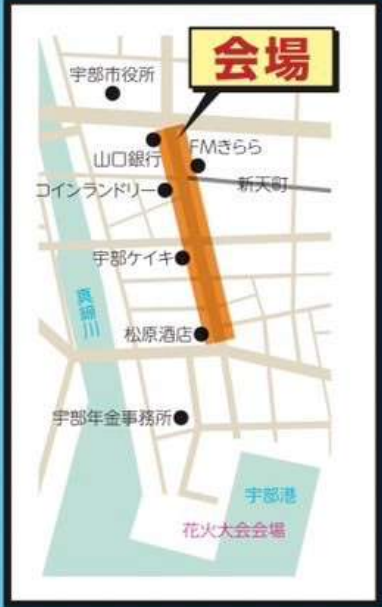 会場
宇部市役所
山口銀行
FMきらら
コインランドリー
新天町
宇部ケイキ
真締川
松原酒店
宇部年金事務所
宇部港
花火大会会場